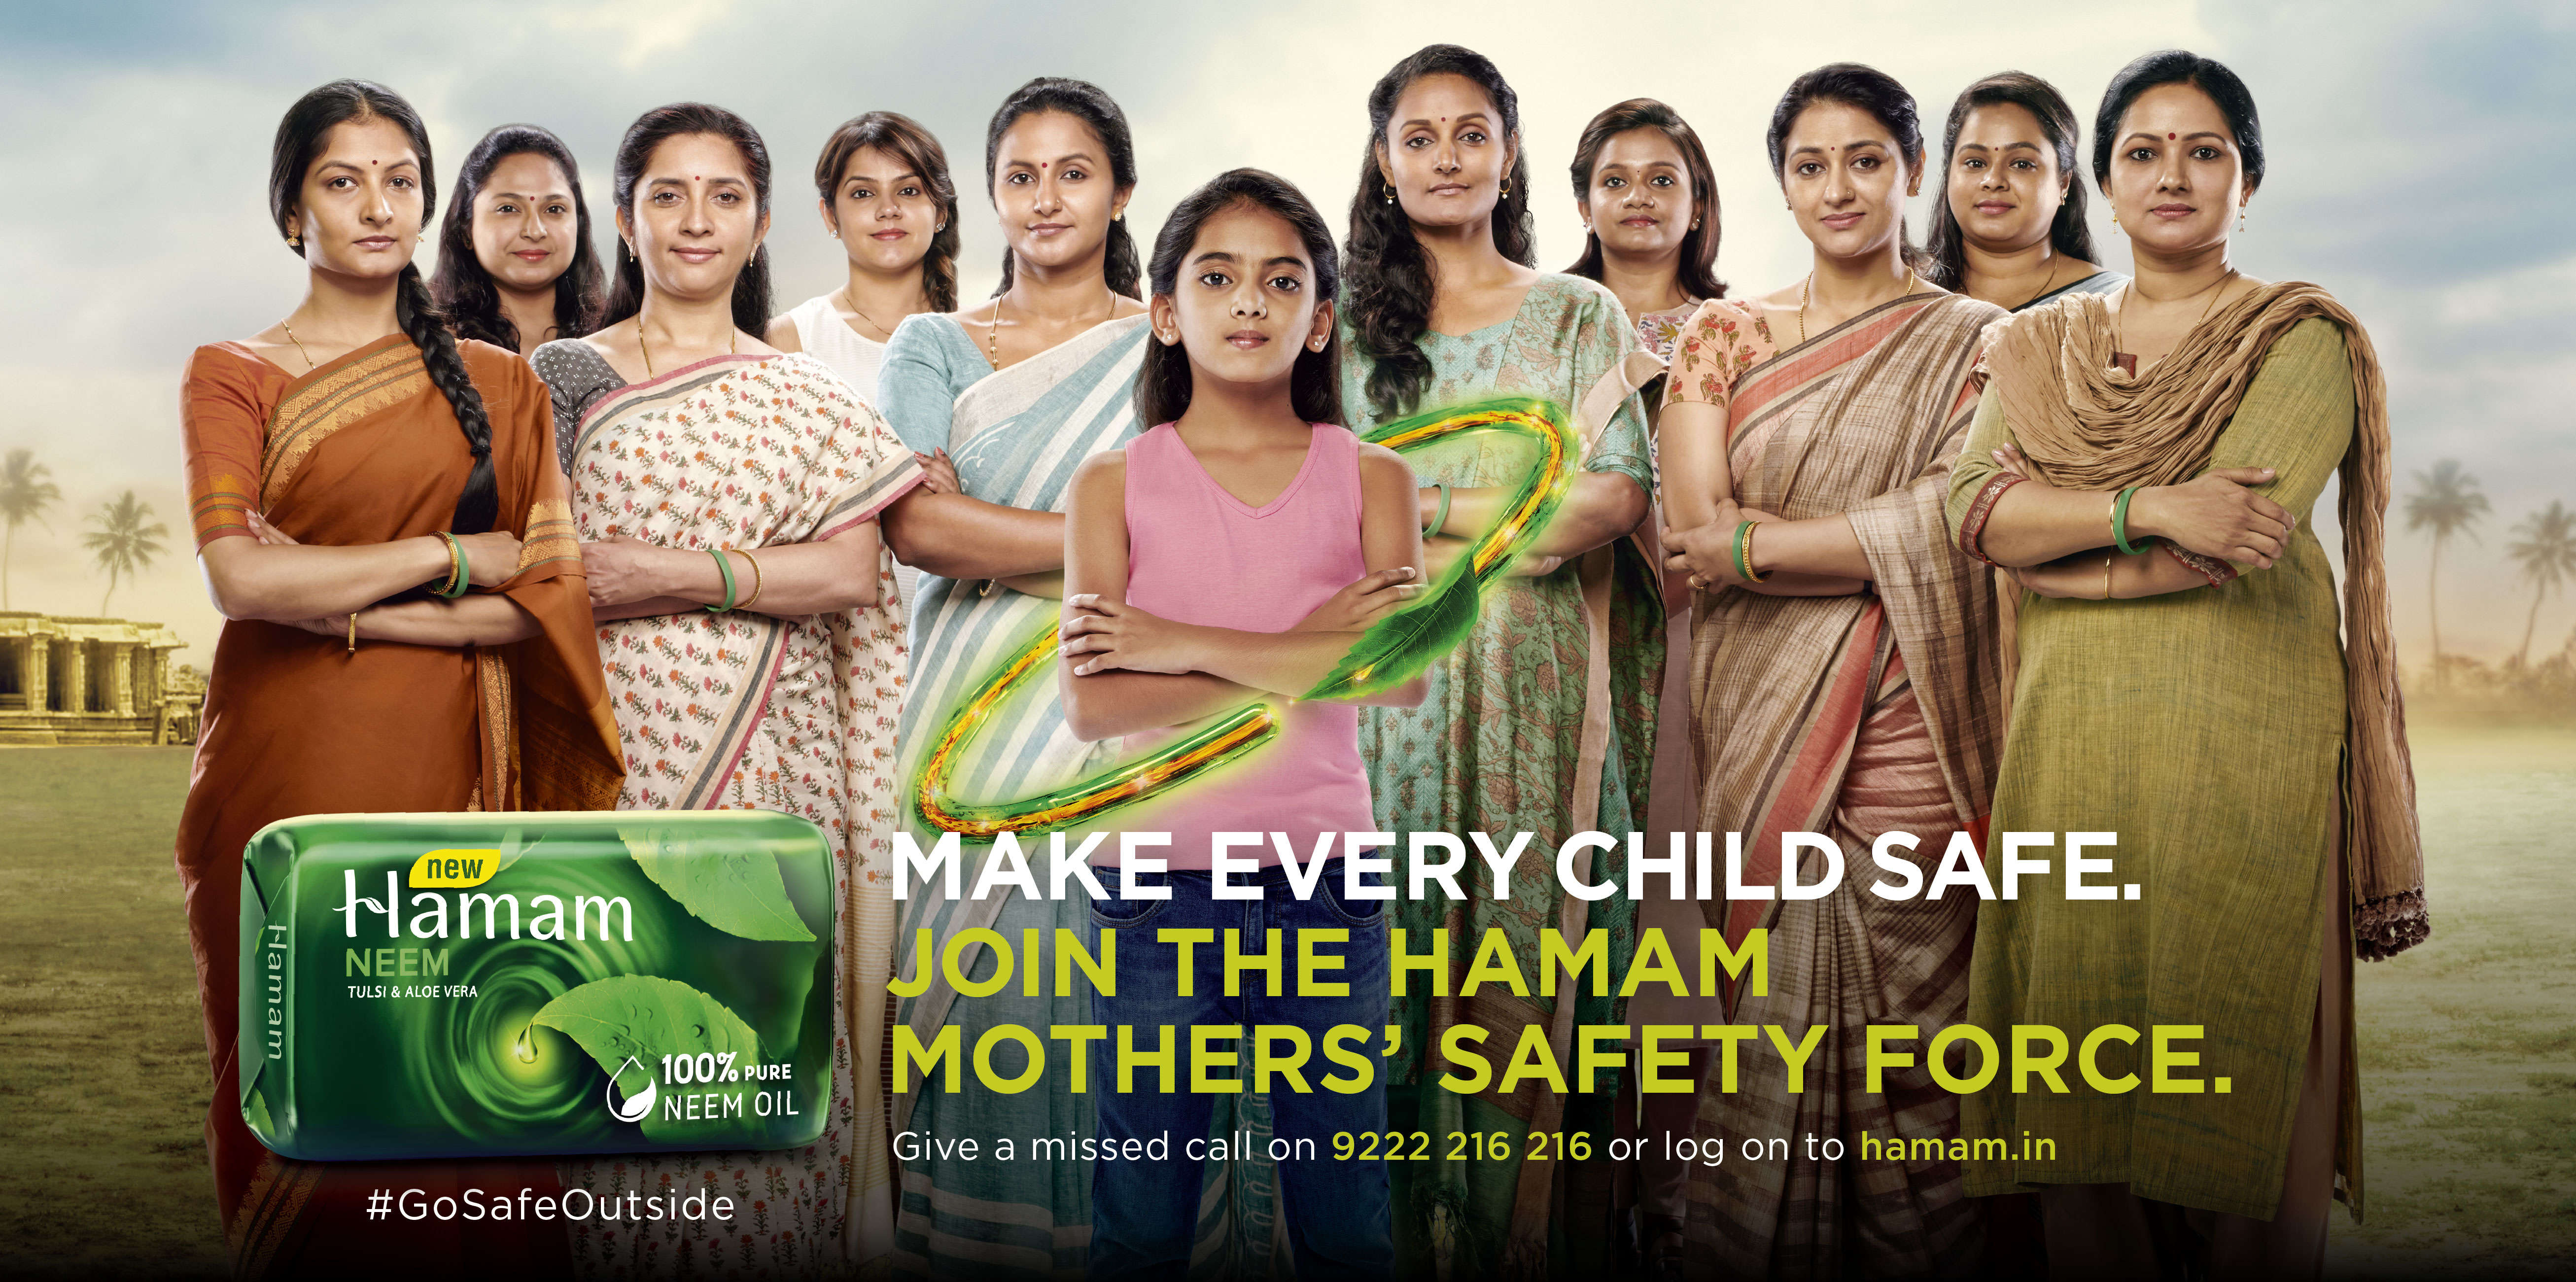 new
Hamam
NEEM
TULSI & ALOE VERA
Hamam
100% PURE
NEEM OIL
#GoSafeOutside
MAKE EVERY CHILD SAFE.
JOIN THE HAMAM
MOTHERS’ SAFETY FORCE.
Give a missed call on 9222 216 216 or log on to hamam.in